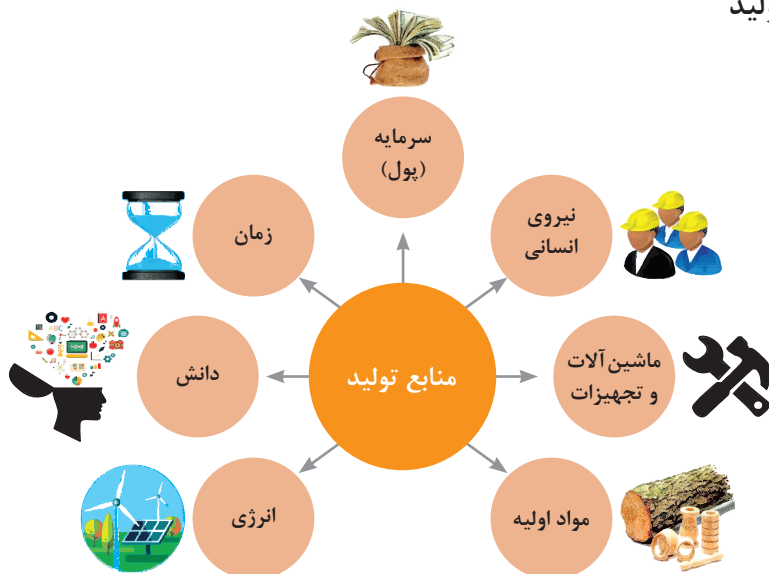 سرمایه
(پول)
نیروی
انسانی
زمان
ماشین‌آلات
و تجهیزات
منابع تولید
دانش
مواد اولیه
انرژی